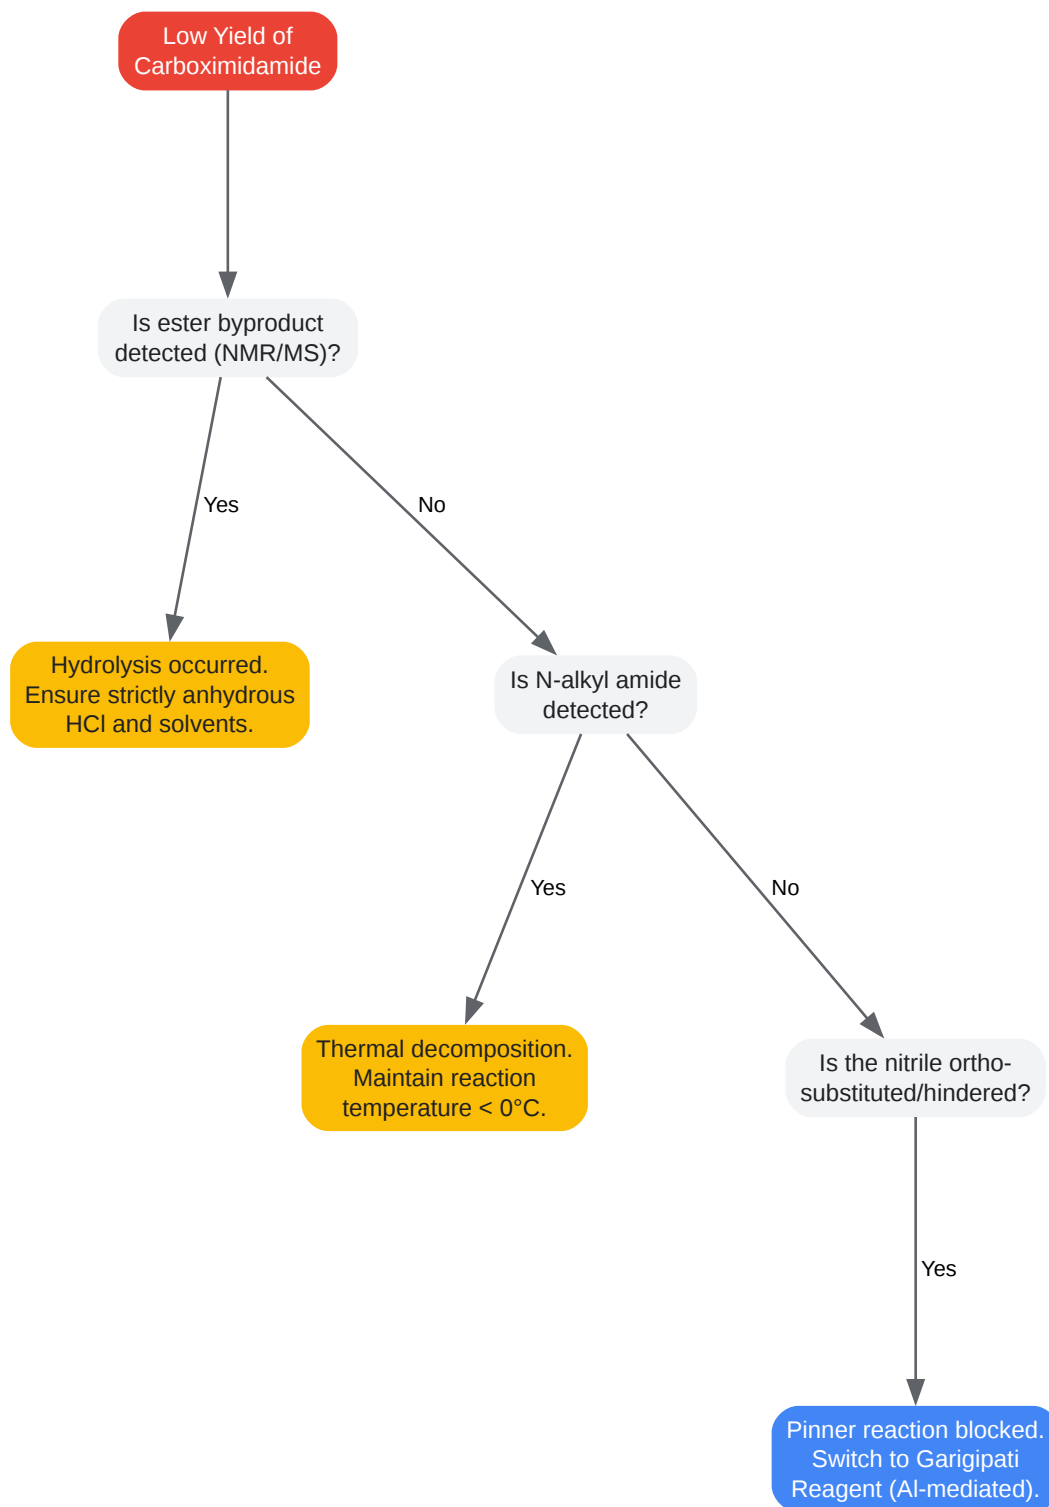 Low Yield of
Carboximidamide
Is ester byproduct
detected (NMR/MS)?
Yes
No
Hydrolysis occurred.
Ensure strictly anhydrous
HCl and solvents.
Is N-alkyl amide
detected?
Yes
No
Thermal decomposition.
Maintain reaction
temperature < 0°C.
Is the nitrile ortho-
substituted/hindered?
Yes
Pinner reaction blocked.
Switch to Garigipati
Reagent (Al-mediated).